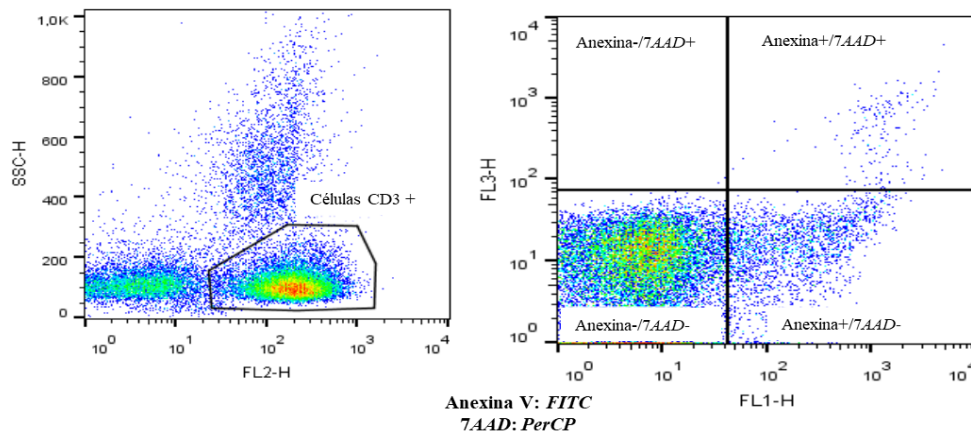 1,0K
800
600
400
200
0
SSC-H
Células CD3 +
10^0
10^1
10^2
10^3
10^4
FL2-H
10^4
10^3
10^2
10^1
10^0
FL3-H
Anexina-/7AAD+
Anexina+/7AAD+
Anexina-/7AAD-
Anexina+/7AAD-
10^0
10^1
10^2
10^3
10
FL1-H
Anexina V: FITC
7AAD: PerCP